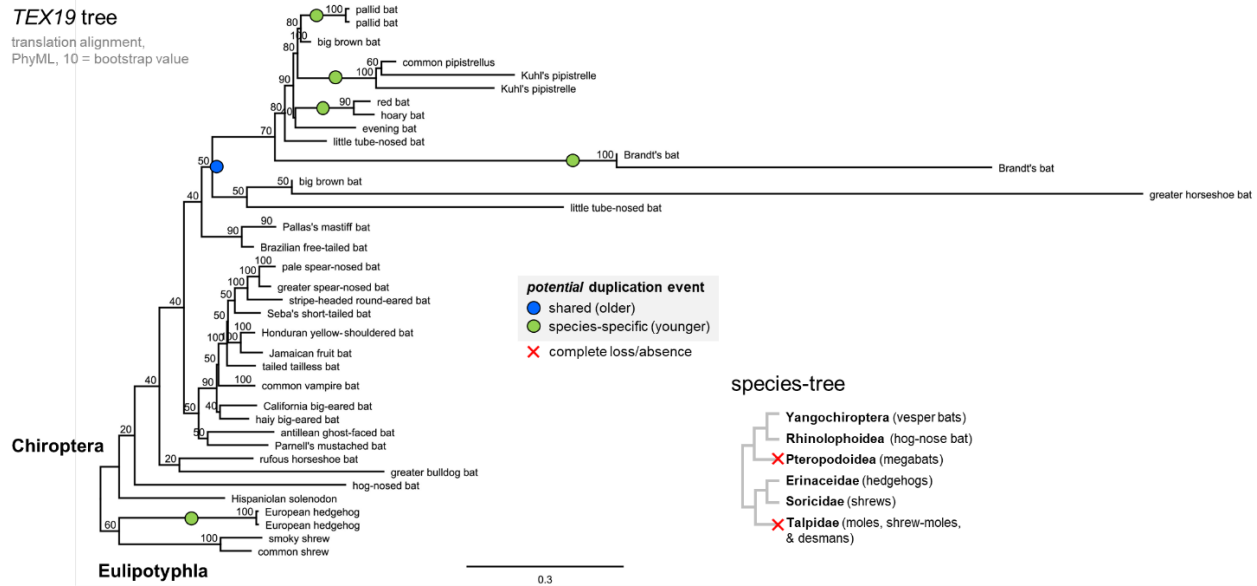 TEX19 tree
translation alignment,
PhyML, 10 = bootstrap value
100
pallid bat
pallid bat
80
100
big brown bat
80
60
common pipistrellus
100
Kuhl's pipistrelle
Kuhl's pipistrelle
90
90
red bat
hoary bat
80
40
evening bat
little tube-nosed bat
70
100
Brandt's bat
Brandt's bat
50
50
big brown bat
greater horseshoe bat
50
little tube-nosed bat
40
90
Pallas's mastiff bat
90
Brazilian free-tailed bat
100
pale spear-nosed bat
100
greater spear-nosed bat
100
stripe-headed round-eared bat
50
Seba's short-tailed bat
50
100
Honduran yellow-shouldered bat
100
100
Jamaican fruit bat
50
tailed tailless bat
40
90
100
common vampire bat
California big-eared bat
40
haiy big-eared bat
50
antillean ghost-faced bat
50
Parnell's mustached bat
40
20
rufous horseshoe bat
greater bulldog bat
20
hog-nosed bat
Chiroptera
Hispaniolan solenodon
100
European hedgehog
European hedgehog
60
100
smoky shrew
common shrew
Eulipotyphla
0.3
potential duplication event
shared (older)
species-specific (younger)
complete loss/absence
species-tree
Yangochiroptera (vesper bats)
Rhinolophoidea (hog-nose bat)
Pteropodoidea (megabats)
Erinaceidae (hedgehogs)
Soricidae (shrews)
Talpidae (moles, shrew-moles,
& desmans)